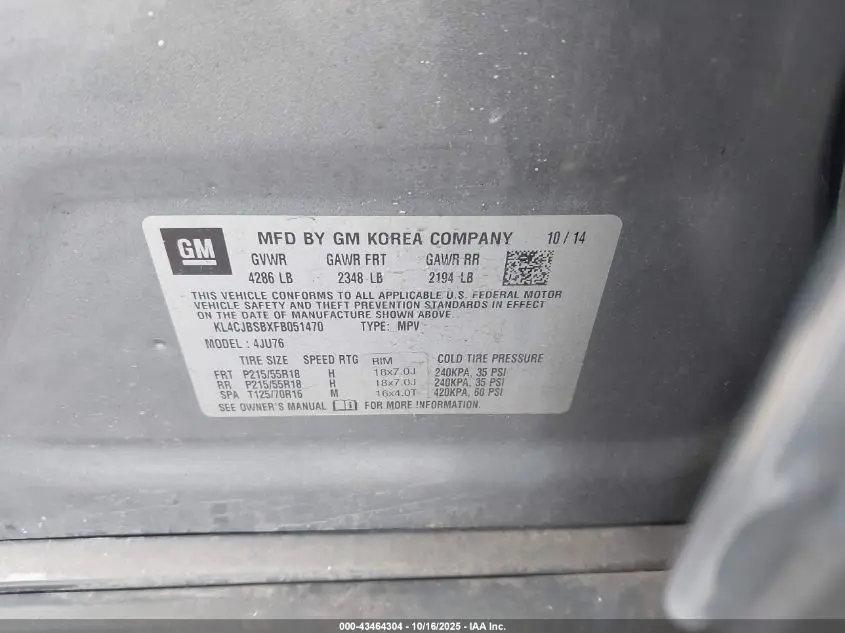 GM
MFD BY GM KOREA COMPANY 10/14
GVWR GAWR FRT GAWR RR
4286 LB 2348 LB 2194 LB
THIS VEHICLE CONFORMS TO ALL APPLICABLE U.S. FEDERAL MOTOR
VEHICLE SAFETY AND THEFT PREVENTION STANDARDS IN EFFECT
ON THE DATE OF MANUFACTURE SHOWN ABOVE.
KL4CJBSBXFB051470 TYPE: MPV
MODEL: 4JU76
TIRE SIZE SPEED RTG RIM COLD TIRE PRESSURE
FRT P215/55R18 H 18x7.0J 240KPA, 35 PSI
RR P215/55R18 H 18x7.0J 240KPA, 35 PSI
SPA T125/70R16 M 16x4.0T 420KPA, 60 PSI
SEE OWNER'S MANUAL FOR MORE INFORMATION.
000-43464304 - 10/16/2025 - IAA Inc.